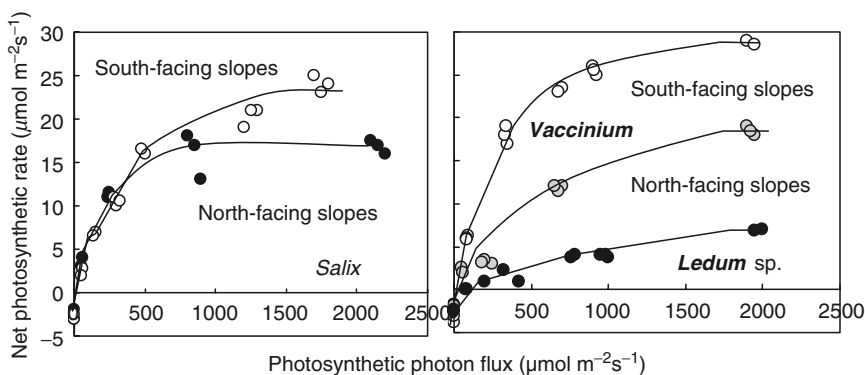 Net photosynthetic rate (μmol m⁻²s⁻¹)
30
25
20
15
10
5
0
−5
South-facing slopes
North-facing slopes
Salix
0 500 1000 1500 2000 2500
South-facing slopes
Vaccinium
North-facing slopes
Ledum sp.
500 1000 1500 2000 2500
Photosynthetic photon flux (μmol m⁻²s⁻¹)